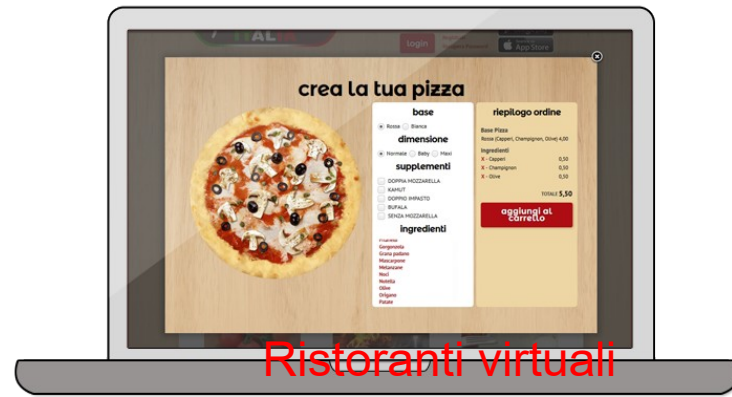 ITAL
login
App Store
crea la tua pizza
base
Rossa Bianca
dimensione
Normale Baby Maxi
supplementi
DOPPIA MOZZARELLA
KAMUT
DOPPIO IMPASTO
BUFALA
SENZA MOZZARELLA
ingredienti
Gorgonzola
Grana padano
Mascarpone
Melanzane
Noci
Nutella
Olive
Origano
Patate
riepilogo ordine
Base Pizza
Rossa (Capperi, Champignon, Olive) 4,00
Ingredienti
X - Capperi 0,50
X - Champignon 0,50
X - Olive 0,50
TOTALE 5,50
aggiungi al
carrello
Ristoranti virtuali